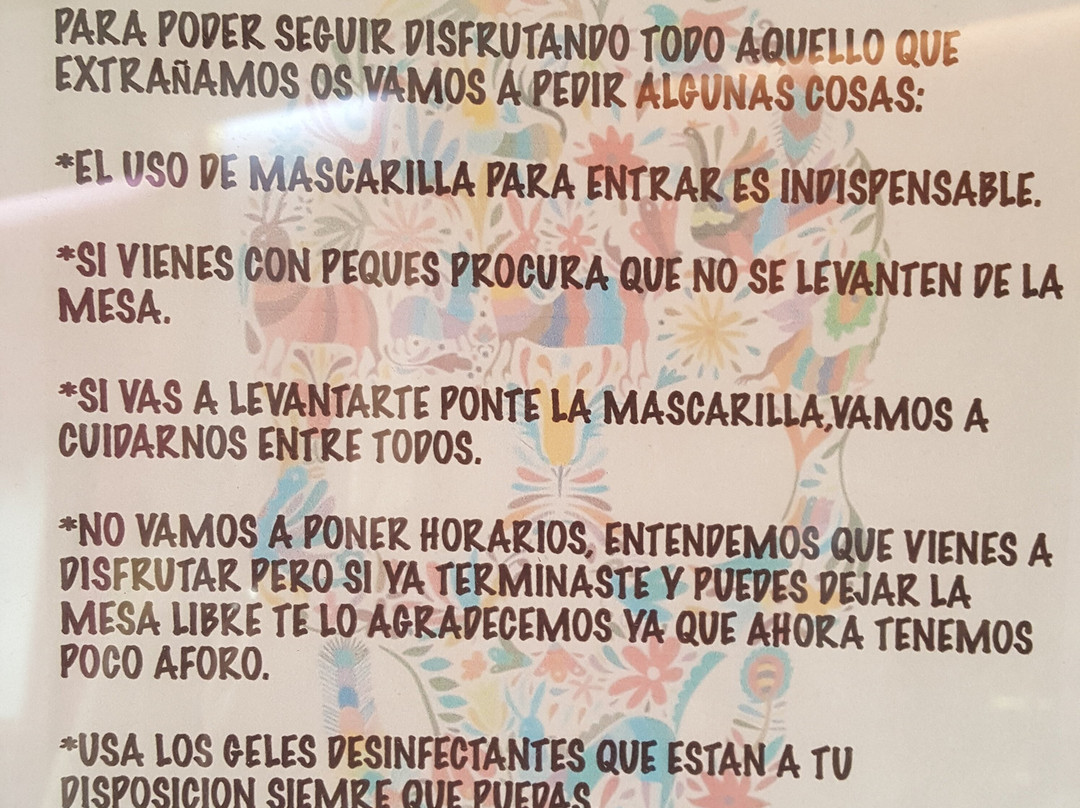 PARA PODER SEGUIR DISFRUTANDO TODO AQUELLO QUE
EXTRAÑAMOS OS VAMOS A PEDIR ALGUNAS COSAS:
*EL USO DE MASCARILLA PARA ENTRAR ES INDISPENSABLE.
*SI VIENES CON PEQUES PROCURA QUE NO SE LEVANTEN DE LA
MESA.
*SI VAS A LEVANTARTE PONTE LA MASCARILLA,VAMOS A
CUIDARNOS ENTRE TODOS.
*NO VAMOS A PONER HORARIOS, ENTENDEMOS QUE VIENES A
DISFRUTAR PERO SI YA TERMINASTE Y PUEDES DEJAR LA
MESA LIBRE TE LO AGRADECEMOS YA QUE AHORA TENEMOS
POCO AFORO.
*USA LOS GELES DESINFECTANTES QUE ESTAN A TU
DISPOSICION SIEMRE QUE PUEDAS